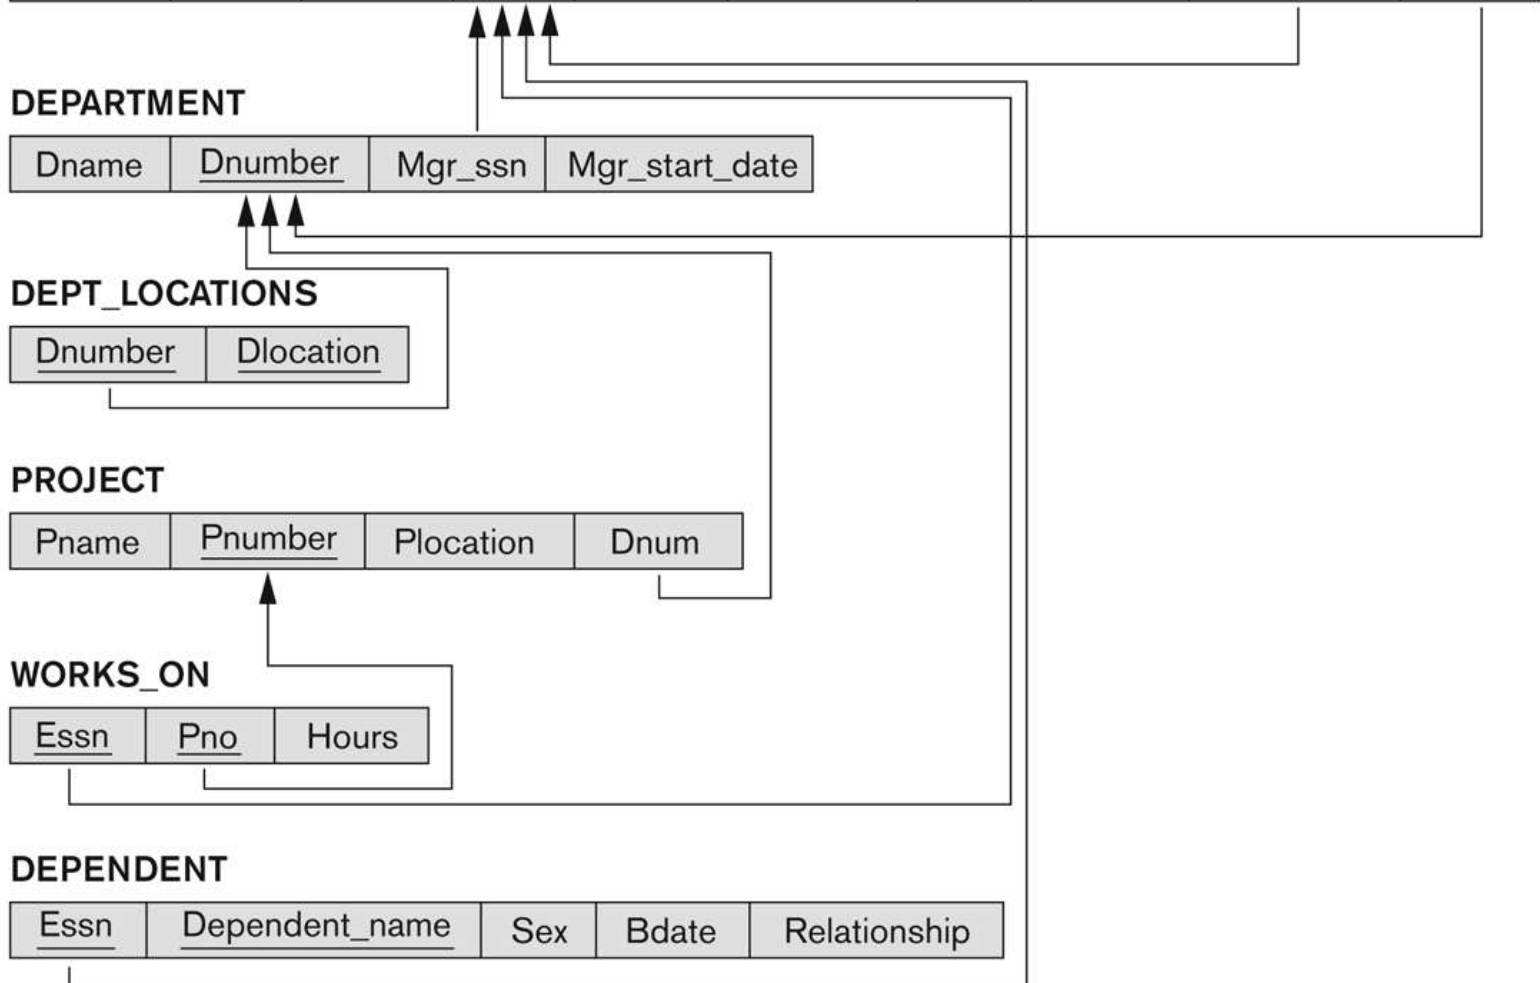 DEPARTMENT
Dname Dnumber Mgr_ssn Mgr_start_date
DEPT_LOCATIONS
Dnumber Dlocation
PROJECT
Pname Pnumber Plocation Dnum
WORKS_ON
Essn Pno Hours
DEPENDENT
Essn Dependent_name Sex Bdate Relationship